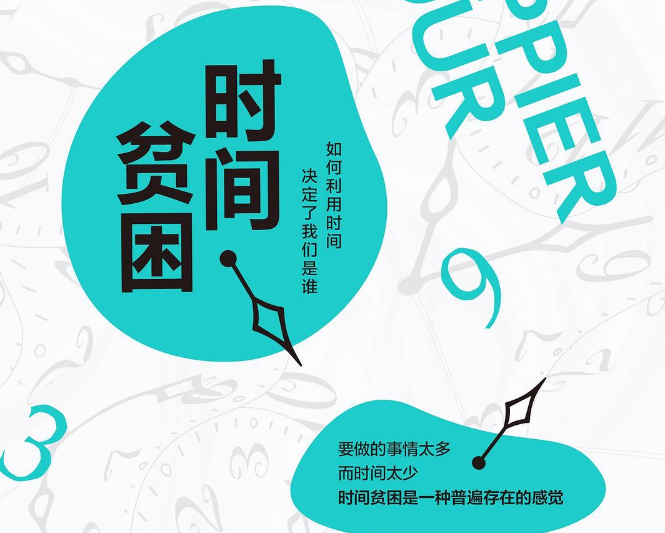 时间
贫困
如何利用时间
决定了我们是谁
PPIER
OUR
9
3
要做的事情太多
而时间太少
时间贫困是一种普遍存在的感觉